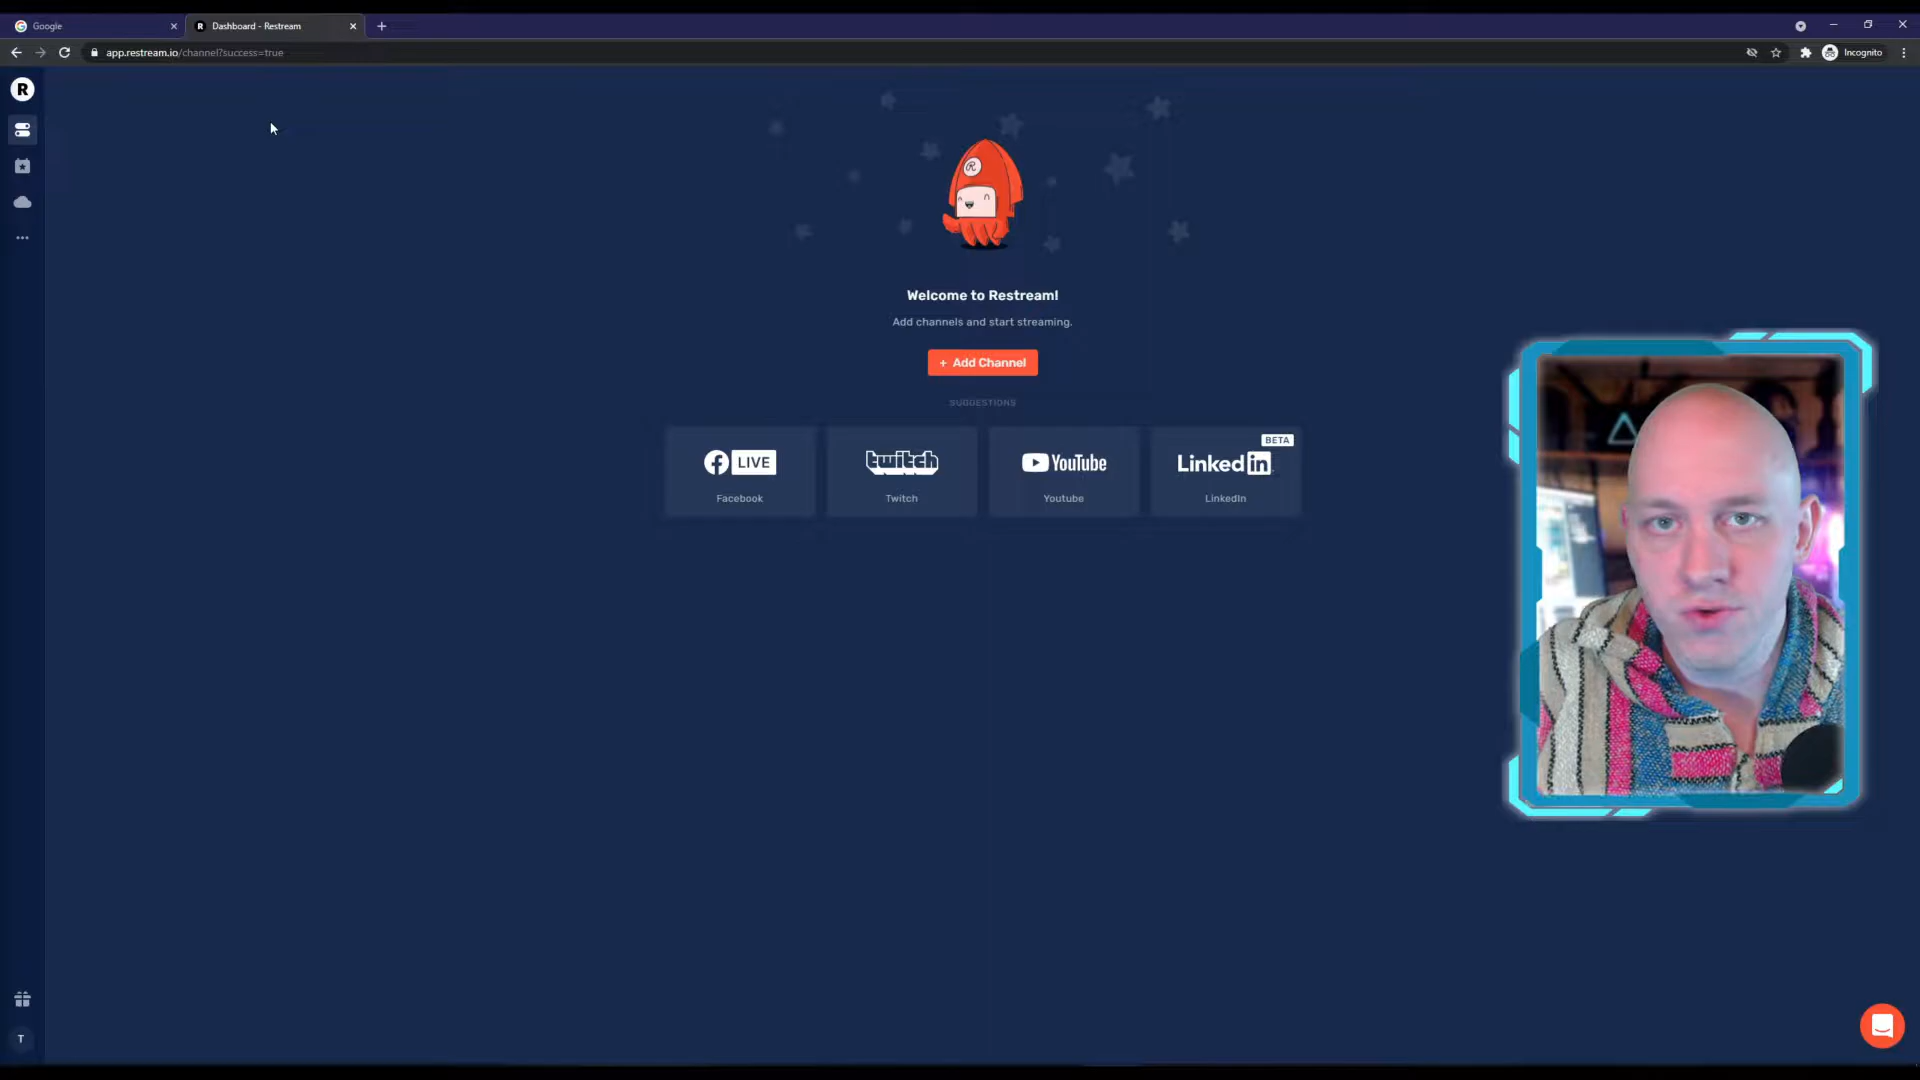 Google
Dashboard - Restream
app.restream.io/channel?success=true
Incognito
R
R
Welcome to Restream!
Add channels and start streaming.
+ Add Channel
SUGGESTIONS
LIVE
twitch
YouTube
BETA
Linked in
Facebook
Twitch
Youtube
LinkedIn
T